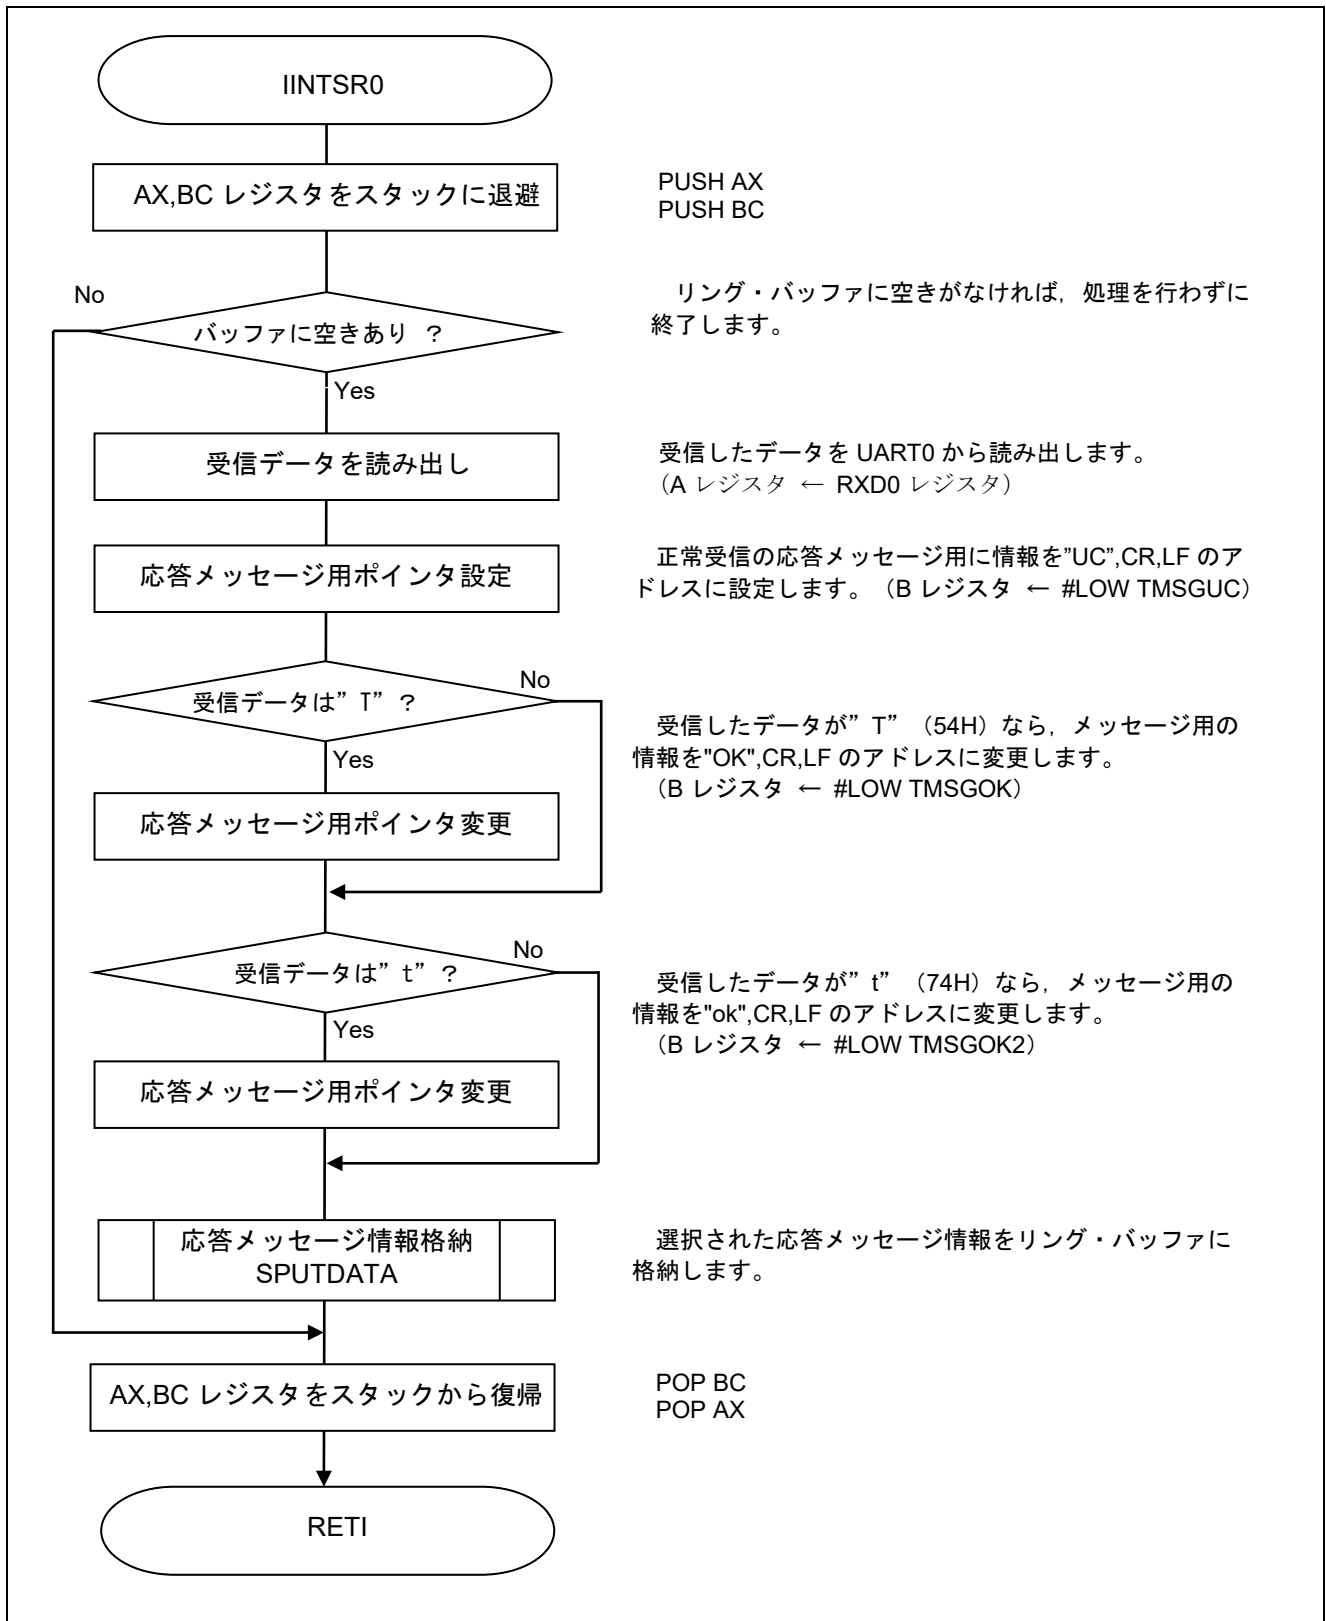 IINTSR0
AX,BC レジスタをスタックに退避
PUSH AX
PUSH BC
No
バッファに空きあり ？
リング・バッファに空きがなければ，処理を行わずに
終了します。
Yes
受信データを読み出し
受信したデータを UART0 から読み出します。
（A レジスタ ← RXD0 レジスタ）
応答メッセージ用ポインタ設定
正常受信の応答メッセージ用に情報を”UC”,CR,LF のア
ドレスに設定します。（B レジスタ ← #LOW TMSGUC）
受信データは”T”？
No
Yes
受信したデータが”T”（54H）なら，メッセージ用の
情報を"OK",CR,LF のアドレスに変更します。
（B レジスタ ← #LOW TMSGOK）
応答メッセージ用ポインタ変更
受信データは”t”？
No
Yes
受信したデータが”t”（74H）なら，メッセージ用の
情報を"ok",CR,LF のアドレスに変更します。
（B レジスタ ← #LOW TMSGOK2）
応答メッセージ用ポインタ変更
応答メッセージ情報格納
SPUTDATA
選択された応答メッセージ情報をリング・バッファに
格納します。
AX,BC レジスタをスタックから復帰
POP BC
POP AX
RETI